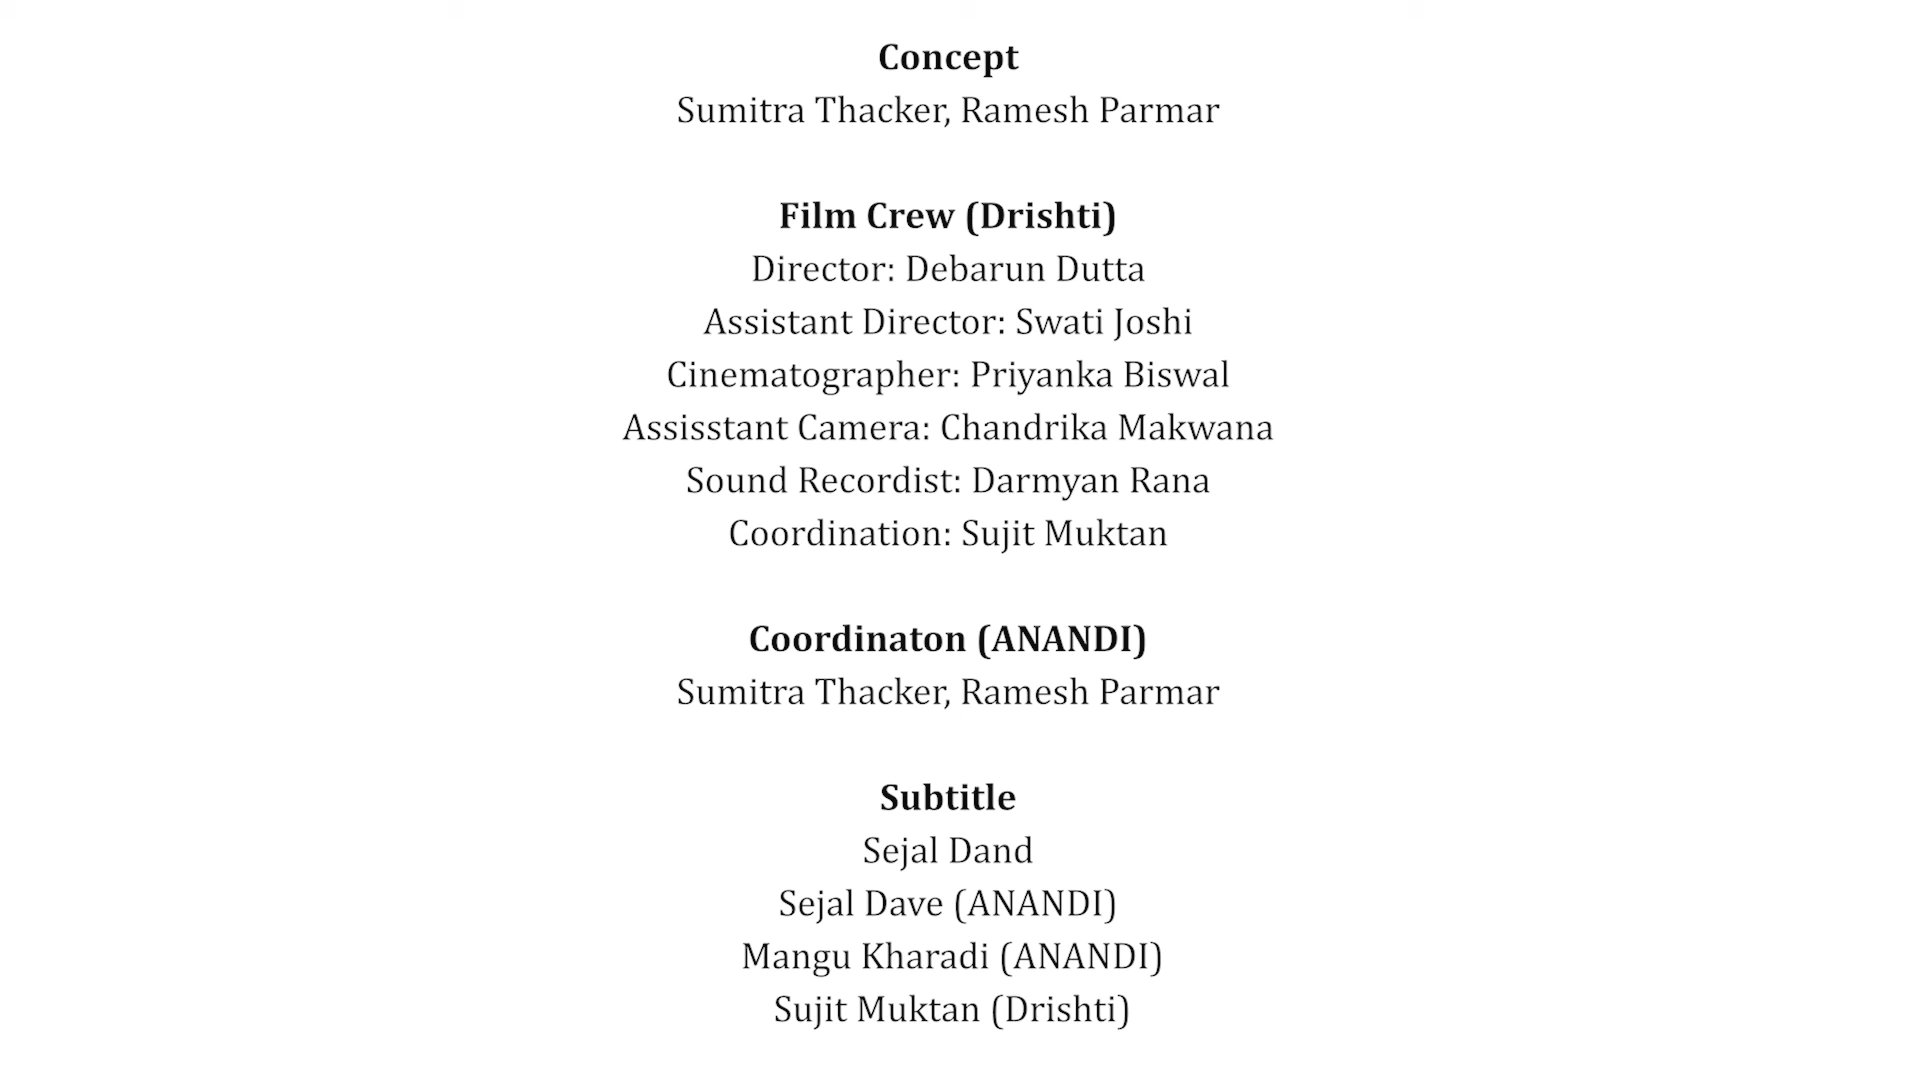 Concept
Sumitra Thacker, Ramesh Parmar
Film Crew (Drishti)
Director: Debarun Dutta
Assistant Director: Swati Joshi
Cinematographer: Priyanka Biswal
Assisstant Camera: Chandrika Makwana
Sound Recordist: Darmyan Rana
Coordination: Sujit Muktan
Coordinaton (ANANDI)
Sumitra Thacker, Ramesh Parmar
Subtitle
Sejal Dand
Sejal Dave (ANANDI)
Mangu Kharadi (ANANDI)
Sujit Muktan (Drishti)